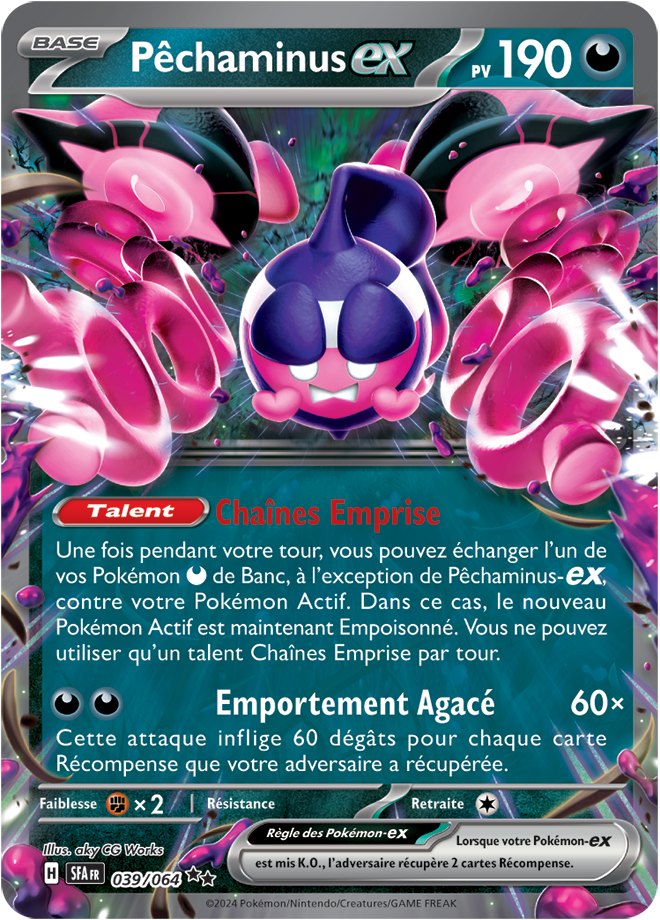 BASE Pêchaminus ex PV 190
Talent Chaînes Emprise
Une fois pendant votre tour, vous pouvez échanger l'un de
vos Pokémon de Banc, à l'exception de Pêchaminus-ex,
contre votre Pokémon Actif. Dans ce cas, le nouveau
Pokémon Actif est maintenant Empoisonné. Vous ne pouvez
utiliser qu'un talent Chaînes Emprise par tour.
Emportement Agacé 60×
Cette attaque inflige 60 dégâts pour chaque carte
Récompense que votre adversaire a récupérée.
Faiblesse ×2 Résistance Retraite
Illus. aky CG Works
Règle des Pokémon-ex Lorsque votre Pokémon-ex
est mis K.O., l'adversaire récupère 2 cartes Récompense.
H SFA FR 039/064
©2024 Pokémon/Nintendo/Creatures/GAME FREAK